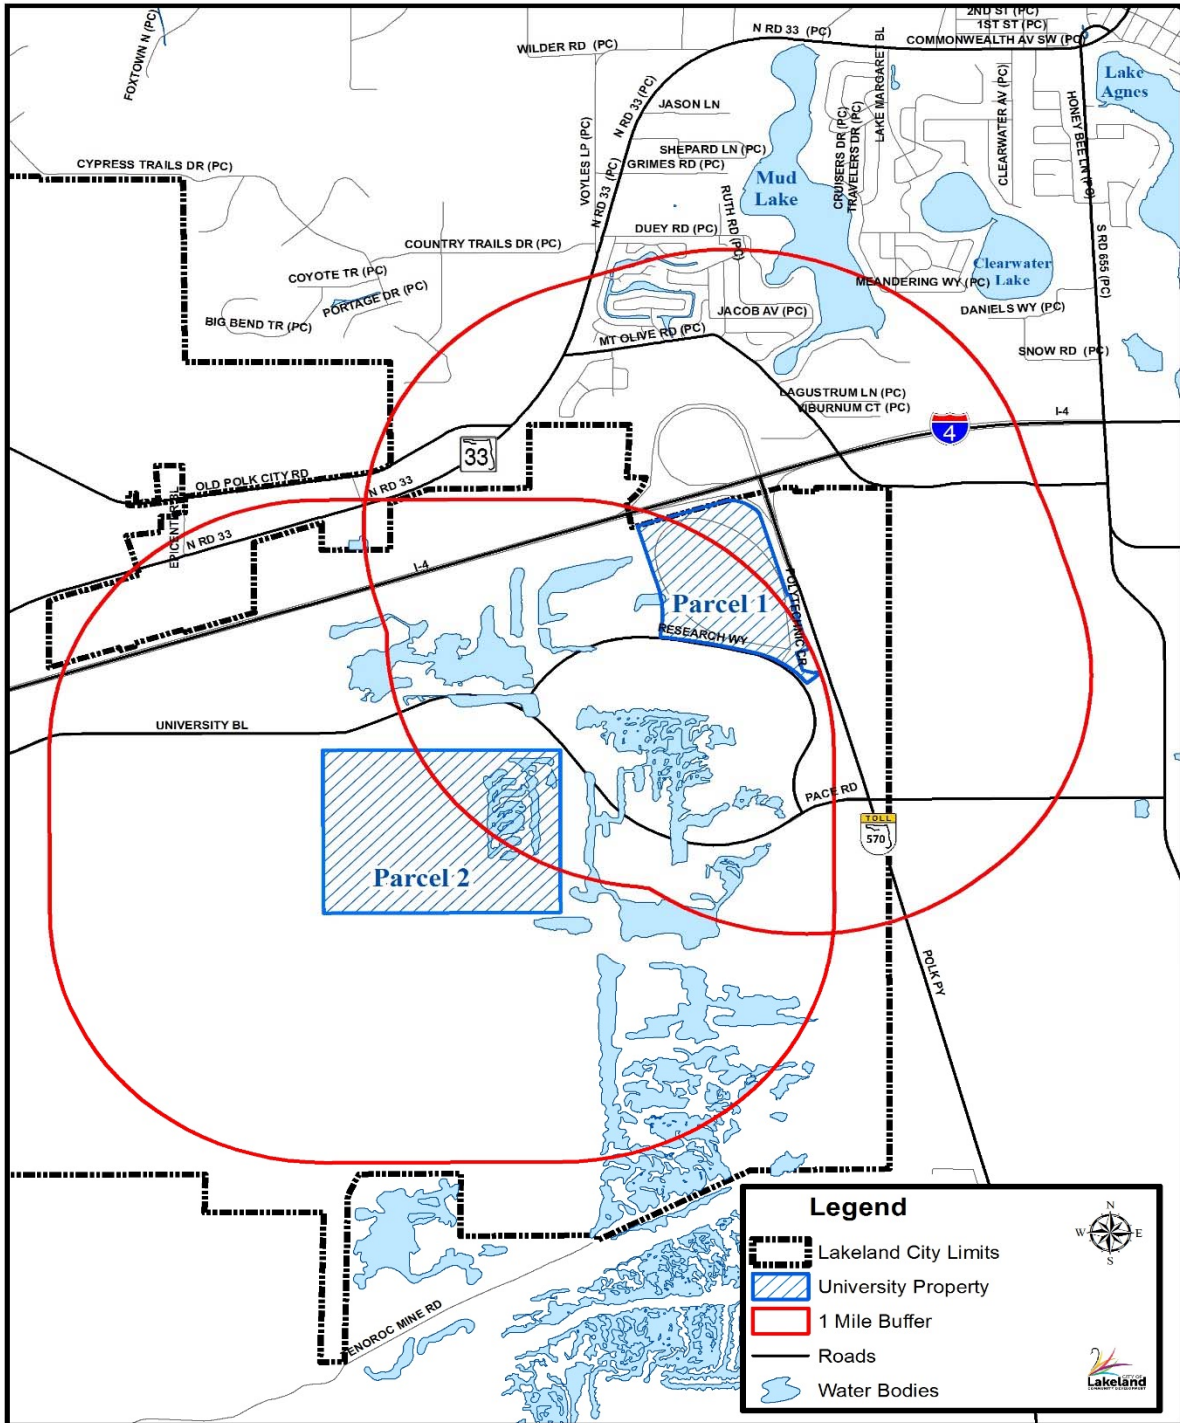 2ND ST (PC)
1ST ST (PC)
COMMONWEALTH AV SW (PC)
N RD 33 (PC)
FOXTOWN N (PC)
WILDER RD (PC)
LAKE MARGARET BL
Lake
Agnes
N RD 33 (PC)
JASON LN
HONEY BEE LN (PC)
CLEARWATER AV (PC)
CRUISERS DR (PC)
TRAVELERS DR (PC)
VOYLES LP (PC)
SHEPARD LN (PC)
GRIMES RD (PC)
CYPRESS TRAILS DR (PC)
N RD 33 (PC)
Mud
Lake
RUTH RD (PC)
DUEY RD (PC)
COUNTRY TRAILS DR (PC)
S RD 655 (PC)
COYOTE TR (PC)
PORTAGE DR (PC)
Clearwater
Lake
MEANDERING WY (PC)
BIG BEND TR (PC)
JACOB AV (PC)
DANIELS WY (PC)
MT OLIVE RD (PC)
SNOW RD (PC)
LAGUSTRUM LN (PC)
VIBURNUM CT (PC)
I-4
4
33
OLD POLK CITY RD
N RD 33
EPICENTER BL
N RD 33
I-4
POLYTECHNIC CR
Parcel 1
RESEARCH WY
UNIVERSITY BL
PACE RD
TOLL
570
Parcel 2
POLK PY
ENOROC MINE RD
Legend
Lakeland City Limits
University Property
1 Mile Buffer
Roads
Water Bodies
N
W
E
S
CITY OF
Lakeland
COMMUNITY DEVELOPMENT